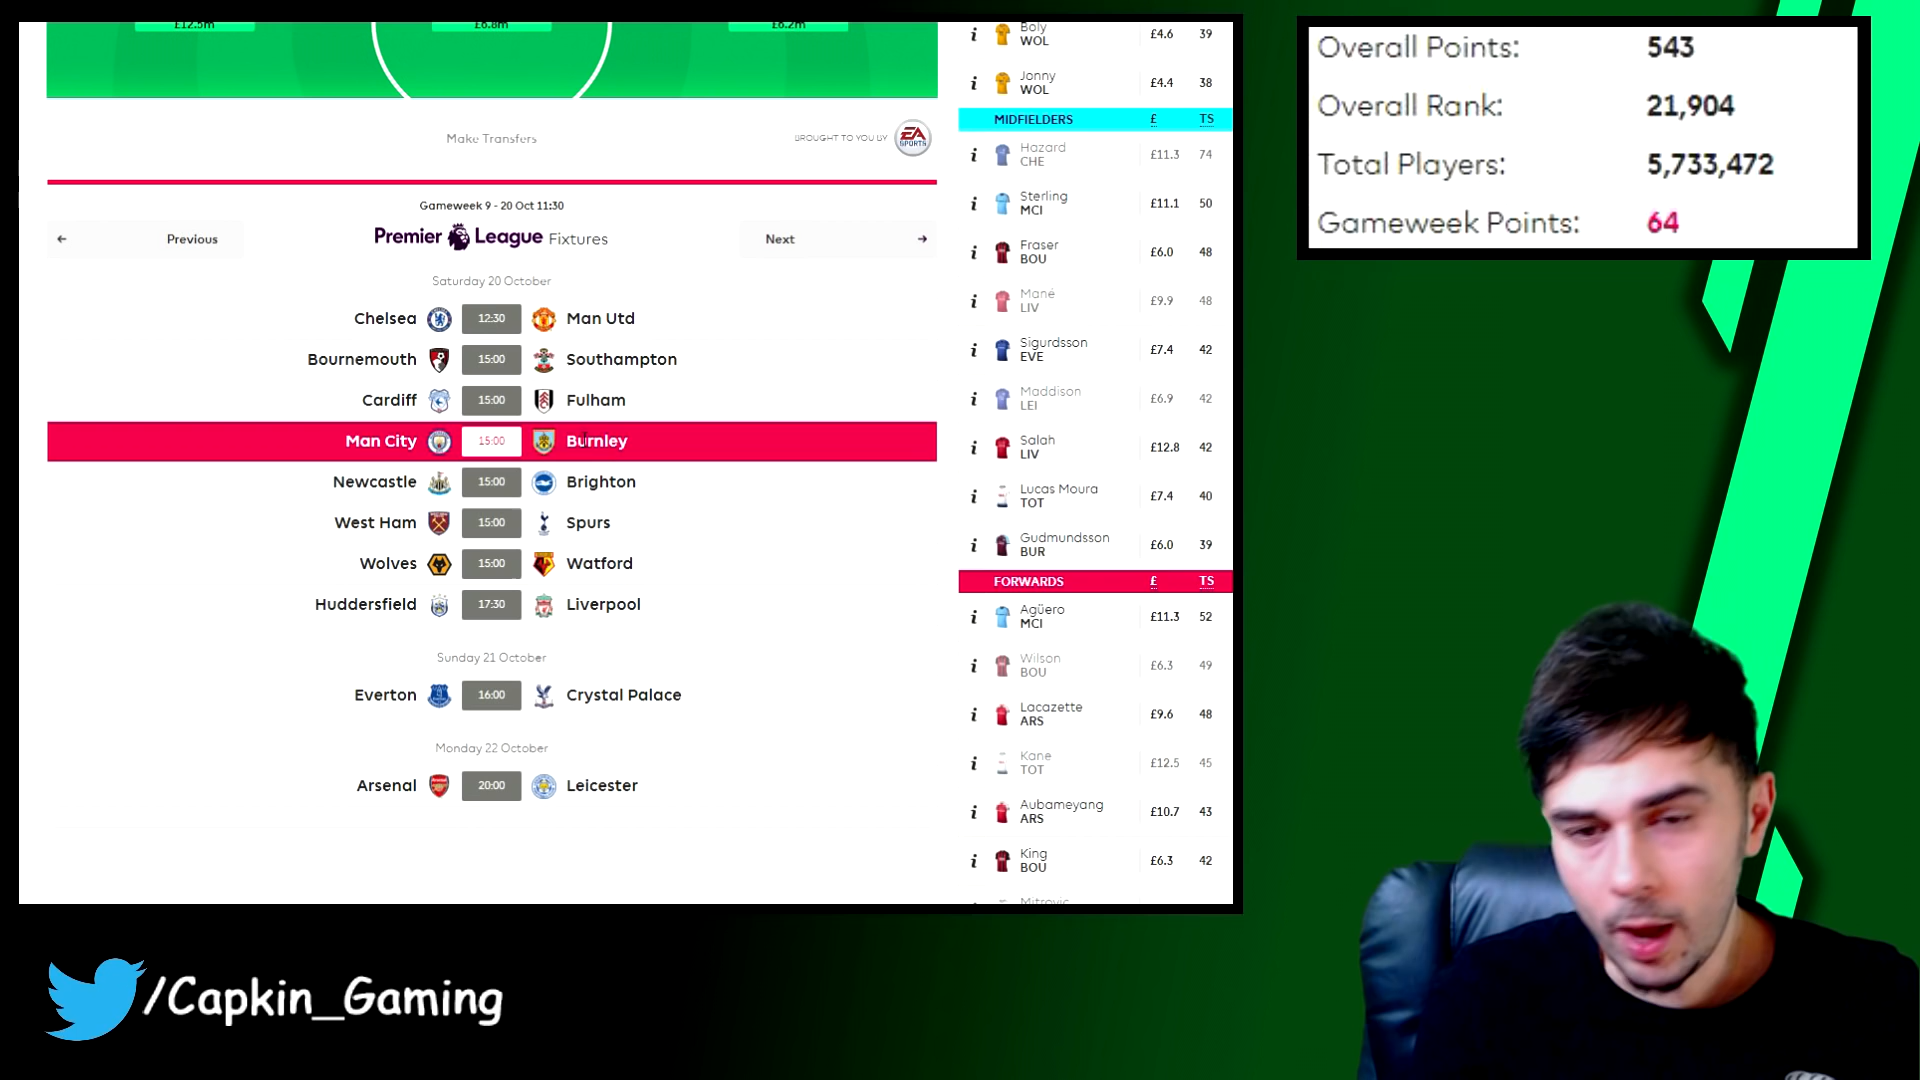 £12.5m £6.8m £6.2m
Make Transfers
BROUGHT TO YOU BY
EA SPORTS
Gameweek 9 - 20 Oct 11:30
Previous
Premier League Fixtures
Next
Saturday 20 October
Chelsea 12:30 Man Utd
Bournemouth 15:00 Southampton
Cardiff 15:00 Fulham
Man City 15:00 Burnley
Newcastle 15:00 Brighton
West Ham 15:00 Spurs
Wolves 15:00 Watford
Huddersfield 17:30 Liverpool
Sunday 21 October
Everton 16:00 Crystal Palace
Monday 22 October
Arsenal 20:00 Leicester
i Boly £4.6 39
WOL
i Jonny £4.4 38
WOL
MIDFIELDERS £ TS
i Hazard £11.3 74
CHE
i Sterling £11.1 50
MCI
i Fraser £6.0 48
BOU
i Mané £9.9 48
LIV
i Sigurdsson £7.4 42
EVE
i Maddison £6.9 42
LEI
i Salah £12.8 42
LIV
i Lucas Moura £7.4 40
TOT
i Gudmundsson £6.0 39
BUR
FORWARDS £ TS
i Agüero £11.3 52
MCI
i Wilson £6.3 49
BOU
i Lacazette £9.6 48
ARS
i Kane £12.5 45
TOT
i Aubameyang £10.7 43
ARS
i King £6.3 42
BOU
Mitrovic
Overall Points: 543
Overall Rank: 21,904
Total Players: 5,733,472
Gameweek Points: 64
/Capkin_Gaming